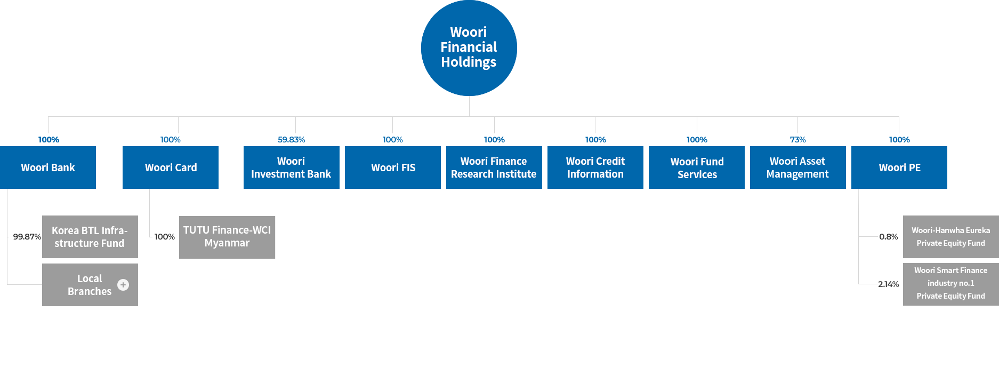 Woori
Financial
Holdings
100%
Woori Bank
100%
Woori Card
59.83%
Woori
Investment Bank
100%
Woori FIS
100%
Woori Finance
Research Institute
100%
Woori Credit
Information
100%
Woori Fund
Services
73%
Woori Asset
Management
100%
Woori PE
99.87%
Korea BTL Infra-
structure Fund
Local
Branches
+
100%
TUTU Finance-WCI
Myanmar
0.8%
Woori-Hanwha Eureka
Private Equity Fund
2.14%
Woori Smart Finance
industry no.1
Private Equity Fund